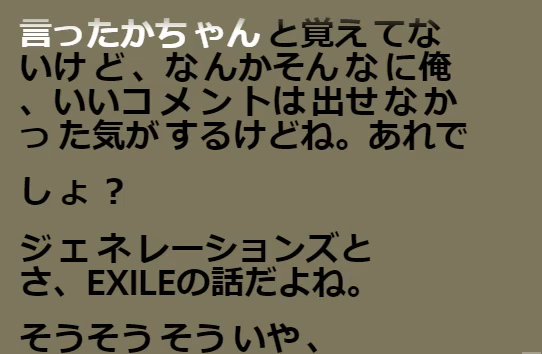 言ったかちゃんと覚えてな
いけど、なんかそんなに俺
、いいコメントは出せなか
った気がするけどね。あれで
しょ？
ジェネレーションズと
さ、EXILEの話だよね。
そうそうそういや、